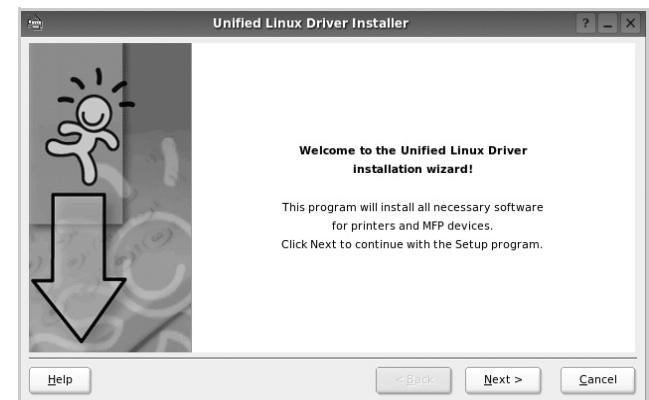 Unified Linux Driver Installer
? _ X
Welcome to the Unified Linux Driver
installation wizard!
This program will install all necessary software
for printers and MFP devices.
Click Next to continue with the Setup program.
Help
< Back
Next >
Cancel